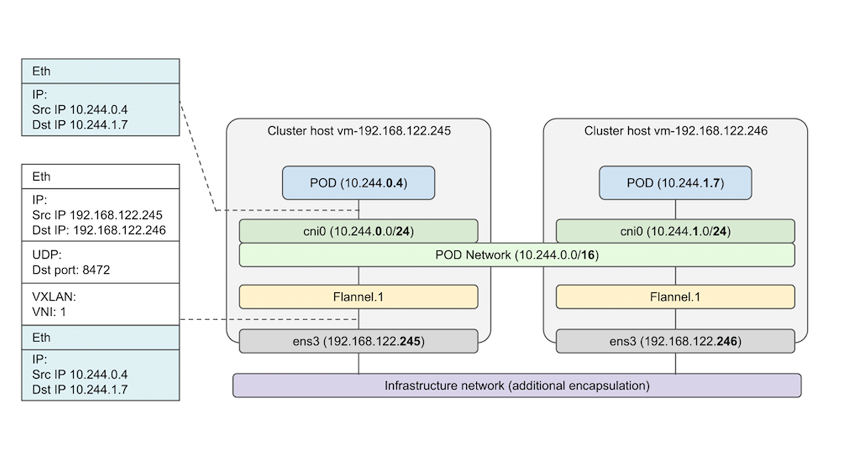 Eth
IP:
Src IP 10.244.0.4
Dst IP 10.244.1.7
Eth
IP:
Src IP 192.168.122.245
Dst IP: 192.168.122.246
UDP:
Dst port: 8472
VXLAN:
VNI: 1
Eth
IP:
Src IP 10.244.0.4
Dst IP 10.244.1.7
Cluster host vm-192.168.122.245
Cluster host vm-192.168.122.246
POD (10.244.0.4)
POD (10.244.1.7)
cni0 (10.244.0.0/24)
cni0 (10.244.1.0/24)
POD Network (10.244.0.0/16)
Flannel.1
Flannel.1
ens3 (192.168.122.245)
ens3 (192.168.122.246)
Infrastructure network (additional encapsulation)